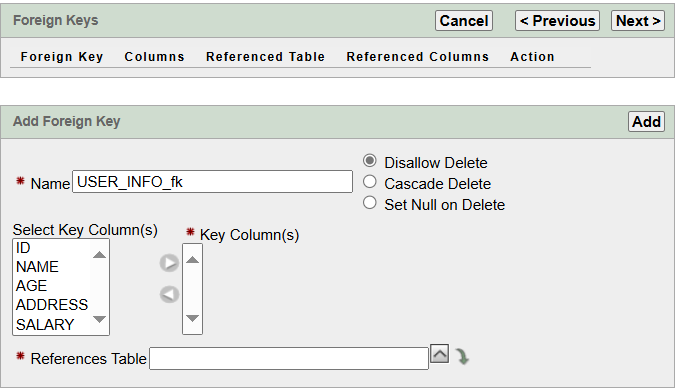 Foreign Keys Cancel < Previous Next >
Foreign Key Columns Referenced Table Referenced Columns Action
Add Foreign Key Add
Name USER_INFO_fk
Disallow Delete
Cascade Delete
Set Null on Delete
Select Key Column(s) Key Column(s)
ID
NAME
AGE
ADDRESS
SALARY
References Table